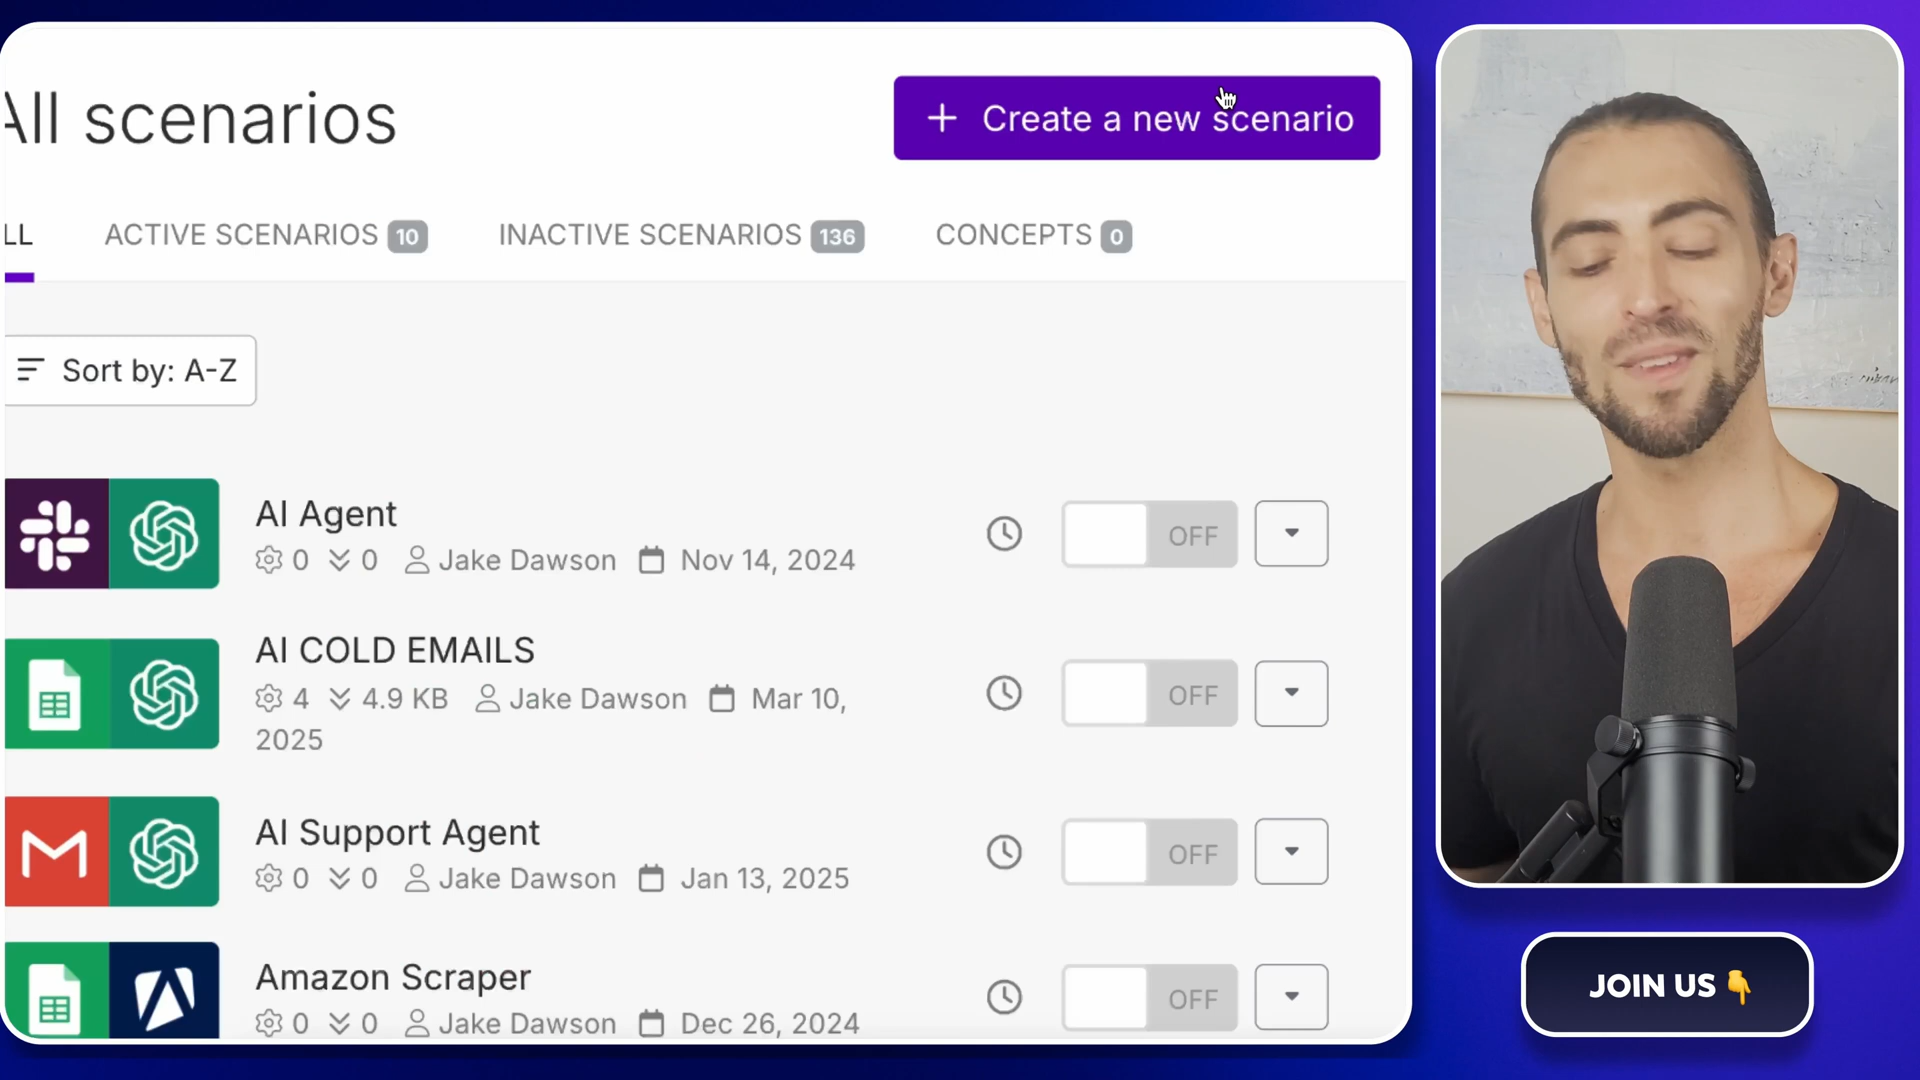 All scenarios
+ Create a new scenario
LL
ACTIVE SCENARIOS 10
INACTIVE SCENARIOS 136
CONCEPTS 0
Sort by: A-Z
AI Agent
0 0 Jake Dawson Nov 14, 2024
OFF
AI COLD EMAILS
4 4.9 KB Jake Dawson Mar 10,
2025
OFF
AI Support Agent
0 0 Jake Dawson Jan 13, 2025
OFF
Amazon Scraper
0 0 Jake Dawson Dec 26, 2024
OFF
JOIN US 👇